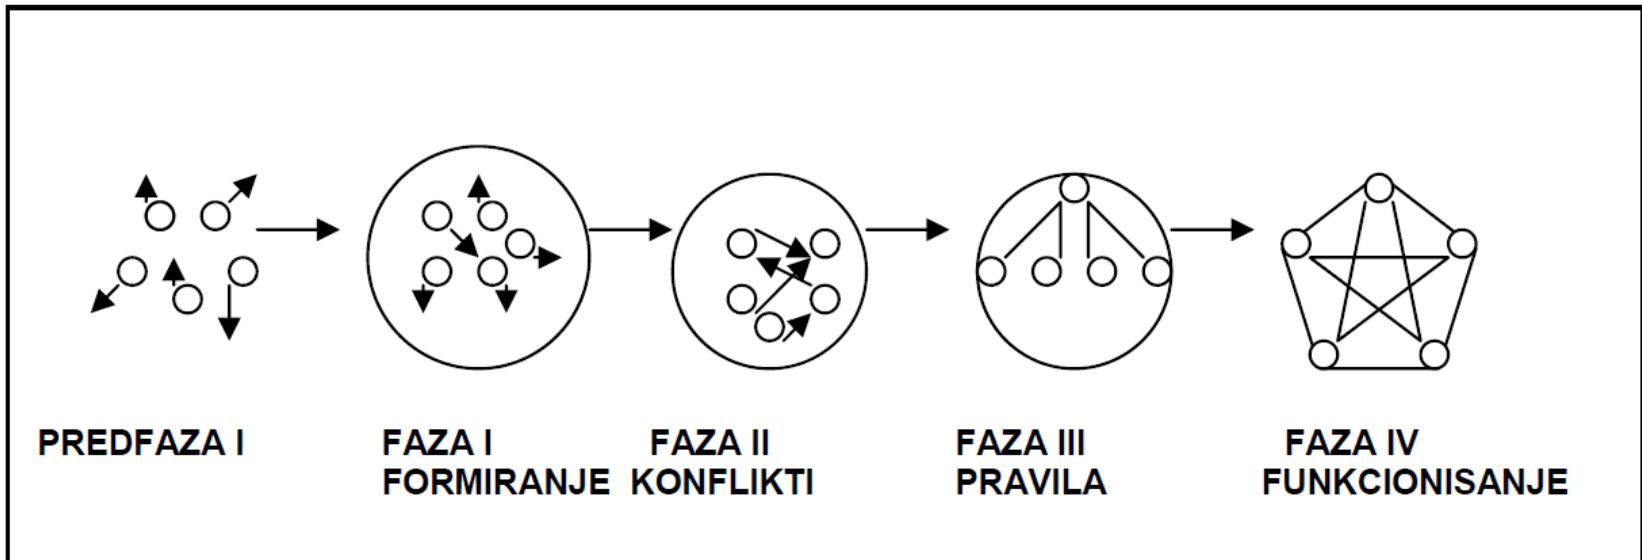 PREDFAZA I
FAZA I
FORMIRANJE
FAZA II
KONFLIKTI
FAZA III
PRAVILA
FAZA IV
FUNKCIONISANJE